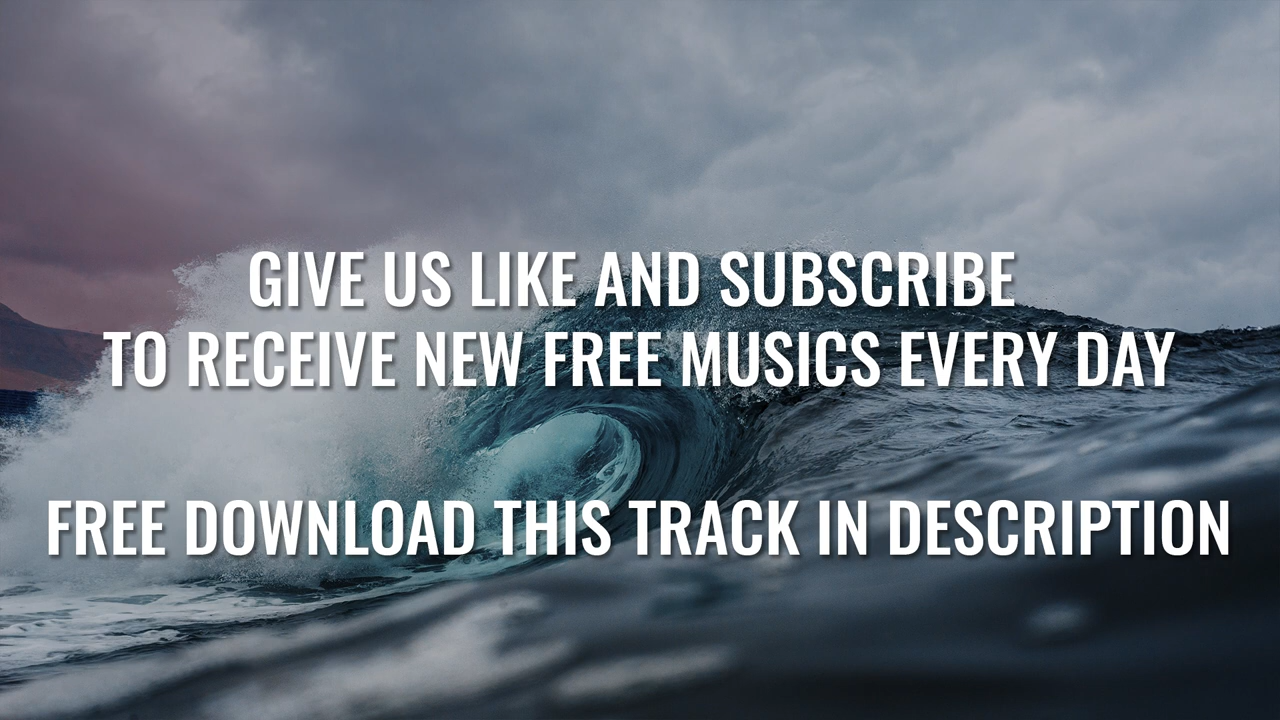 GIVE US LIKE AND SUBSCRIBE
TO RECEIVE NEW FREE MUSICS EVERY DAY
FREE DOWNLOAD THIS TRACK IN DESCRIPTION